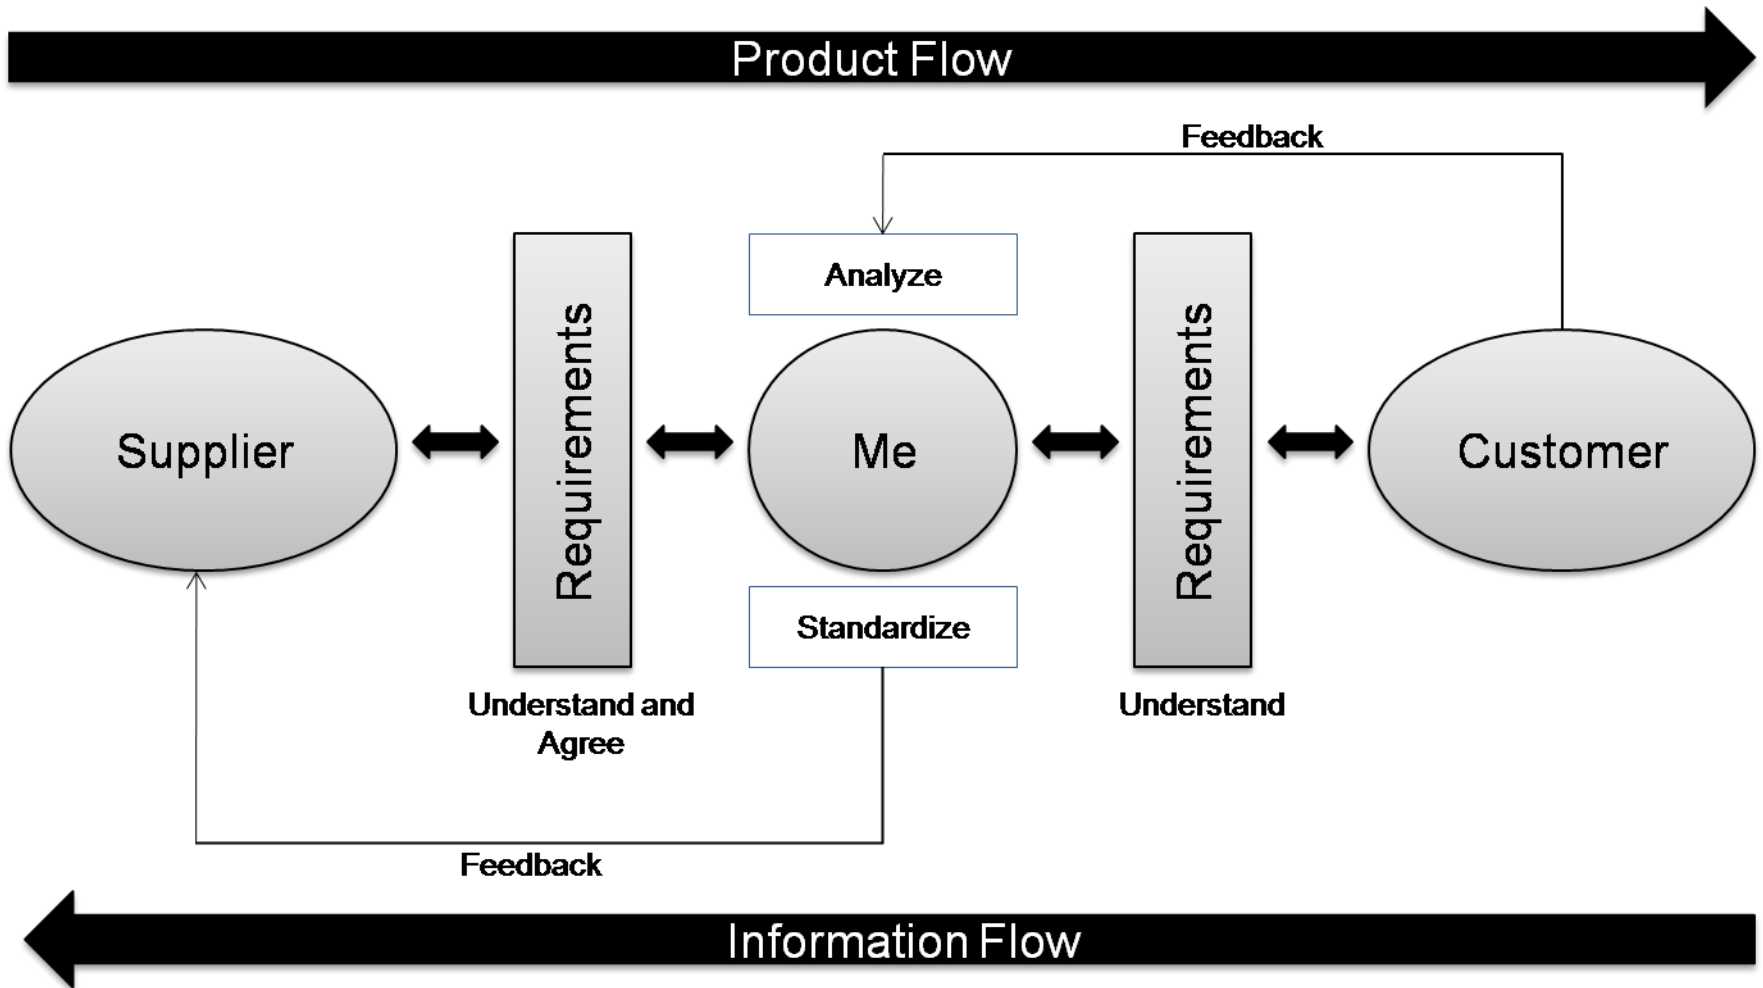 Product Flow
Feedback
Analyze
Supplier
Requirements
Me
Requirements
Customer
Standardize
Understand and
Agree
Understand
Feedback
Information Flow